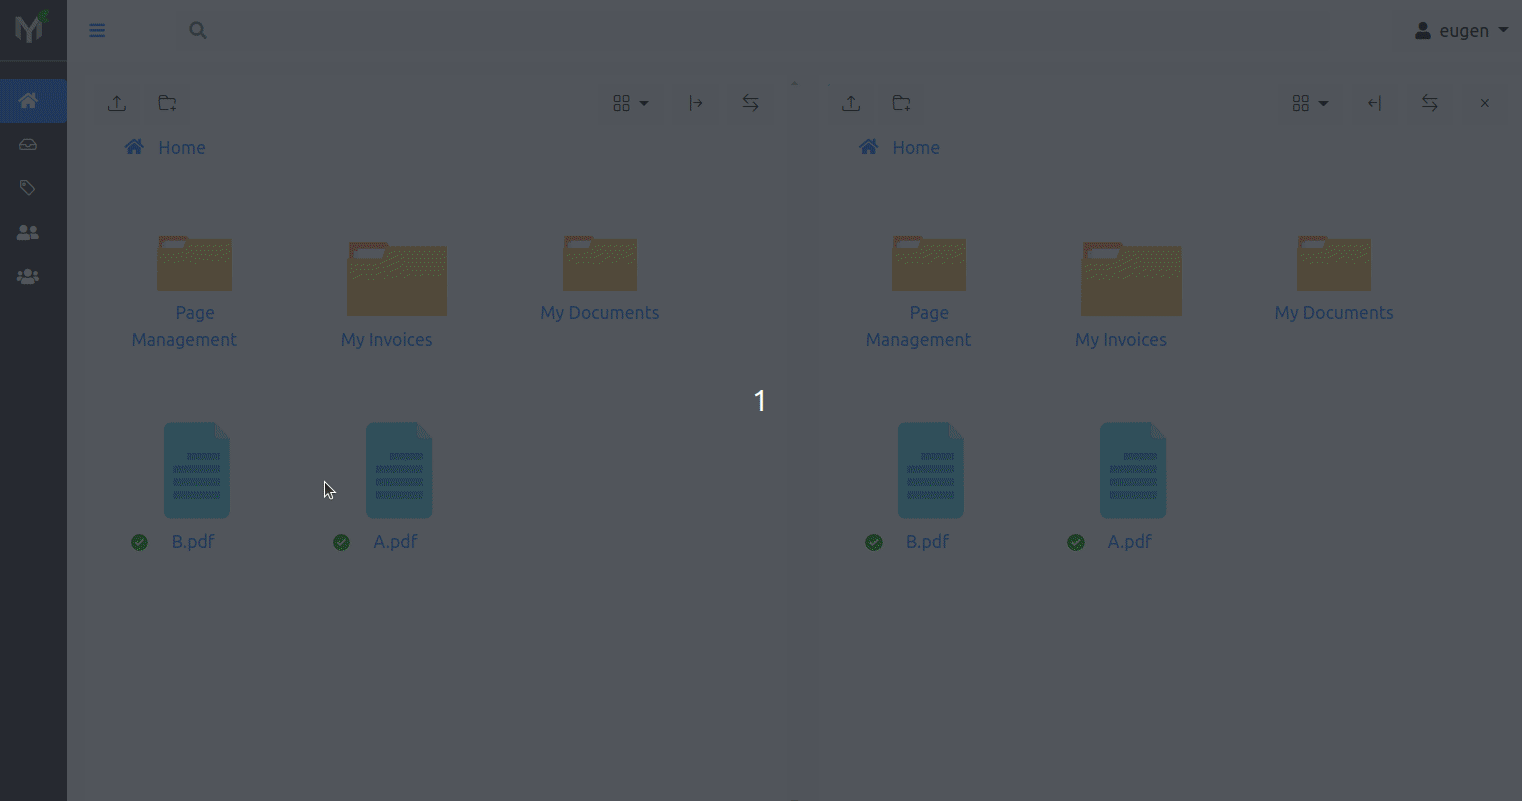 eugen
Home
Page
Management
My Invoices
My Documents
B.pdf
A.pdf
Home
Page
Management
My Invoices
My Documents
B.pdf
A.pdf
1